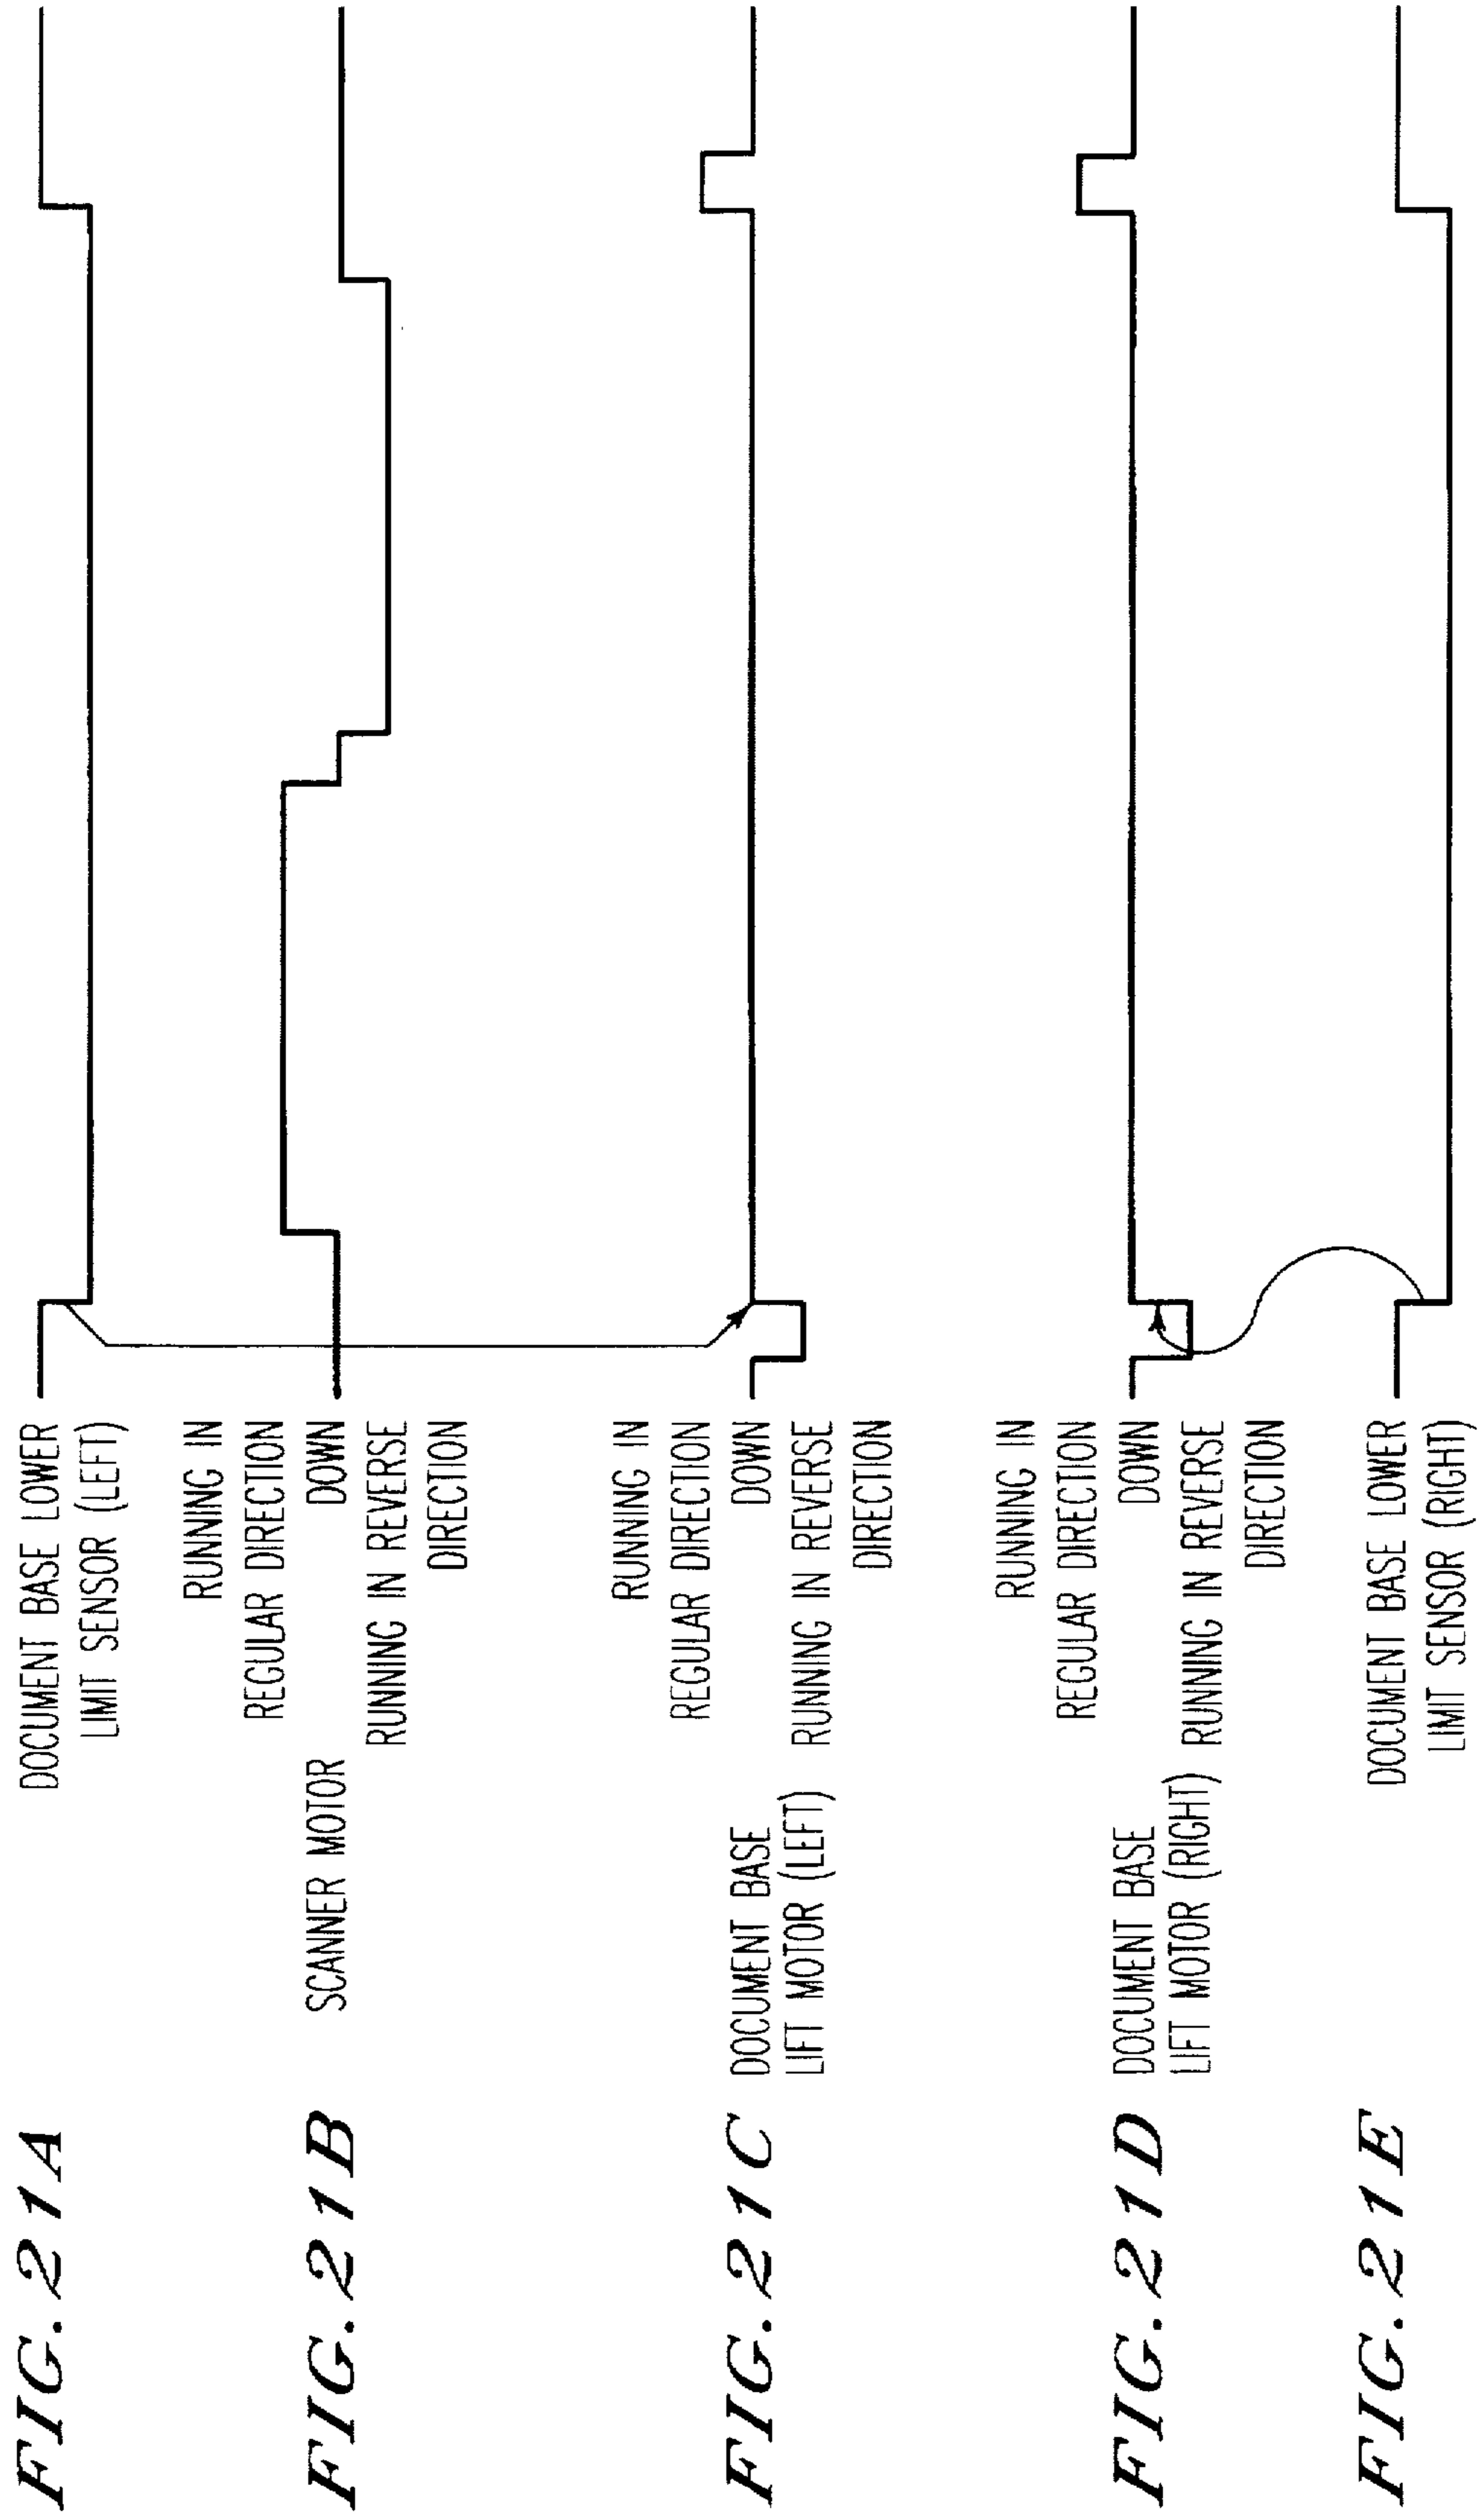 FIG. 21A
DOCUMENT BASE LOWER
LIMIT SENSOR (LEFT)
FIG. 21B
SCANNER MOTOR
RUNNING IN
REGULAR DIRECTION
DOWN
RUNNING IN REVERSE
DIRECTION
FIG. 21C
DOCUMENT BASE
LIFT MOTOR (LEFT)
RUNNING IN
REGULAR DIRECTION
DOWN
RUNNING IN REVERSE
DIRECTION
FIG. 21D
DOCUMENT BASE
LIFT MOTOR (RIGHT)
RUNNING IN
REGULAR DIRECTION
DOWN
RUNNING IN REVERSE
DIRECTION
FIG. 21E
DOCUMENT BASE LOWER
LIMIT SENSOR (RIGHT)